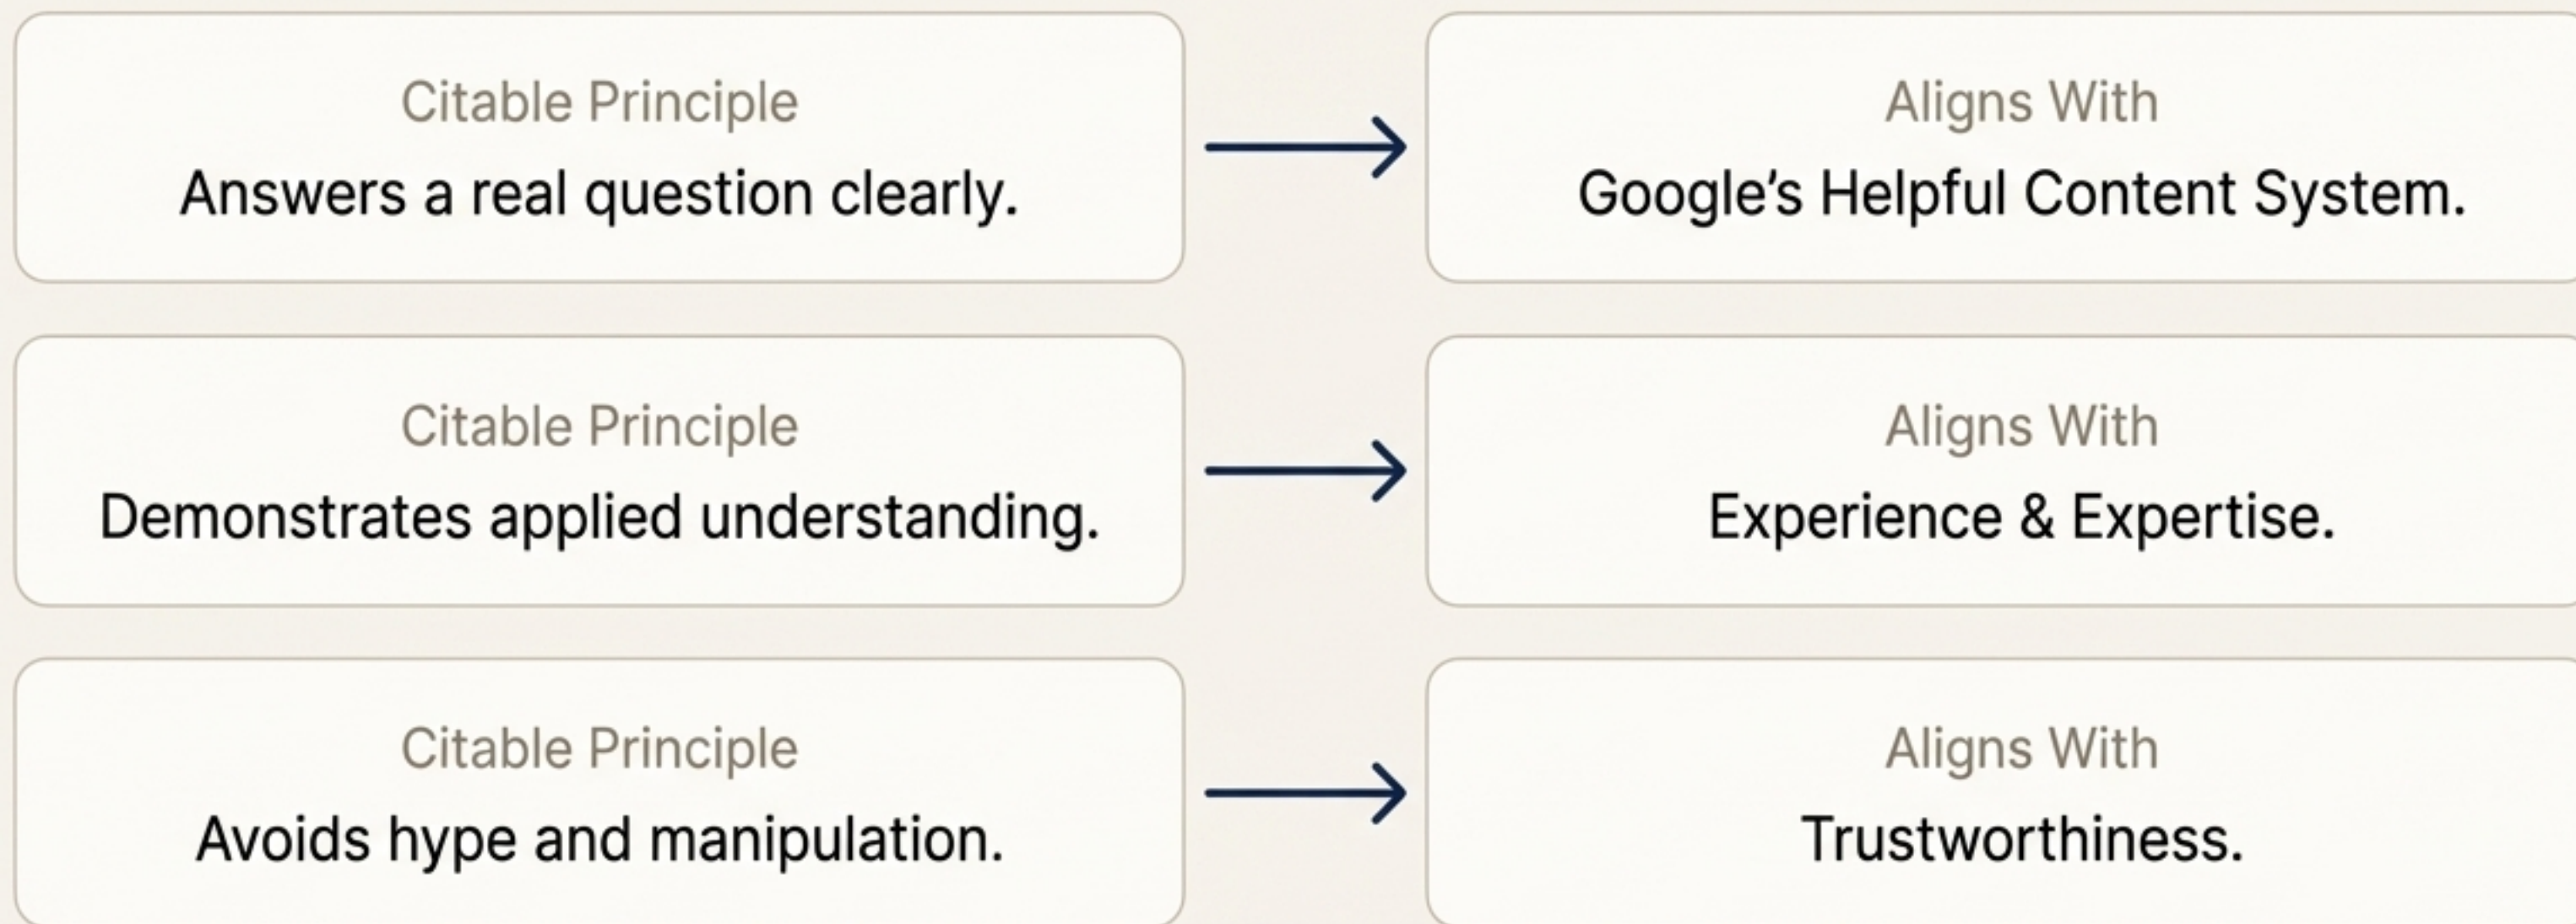 Citable Principle
Answers a real question clearly.
Aligns With
Google’s Helpful Content System.
Citable Principle
Demonstrates applied understanding.
Aligns With
Experience & Expertise.
Citable Principle
Avoids hype and manipulation.
Aligns With
Trustworthiness.